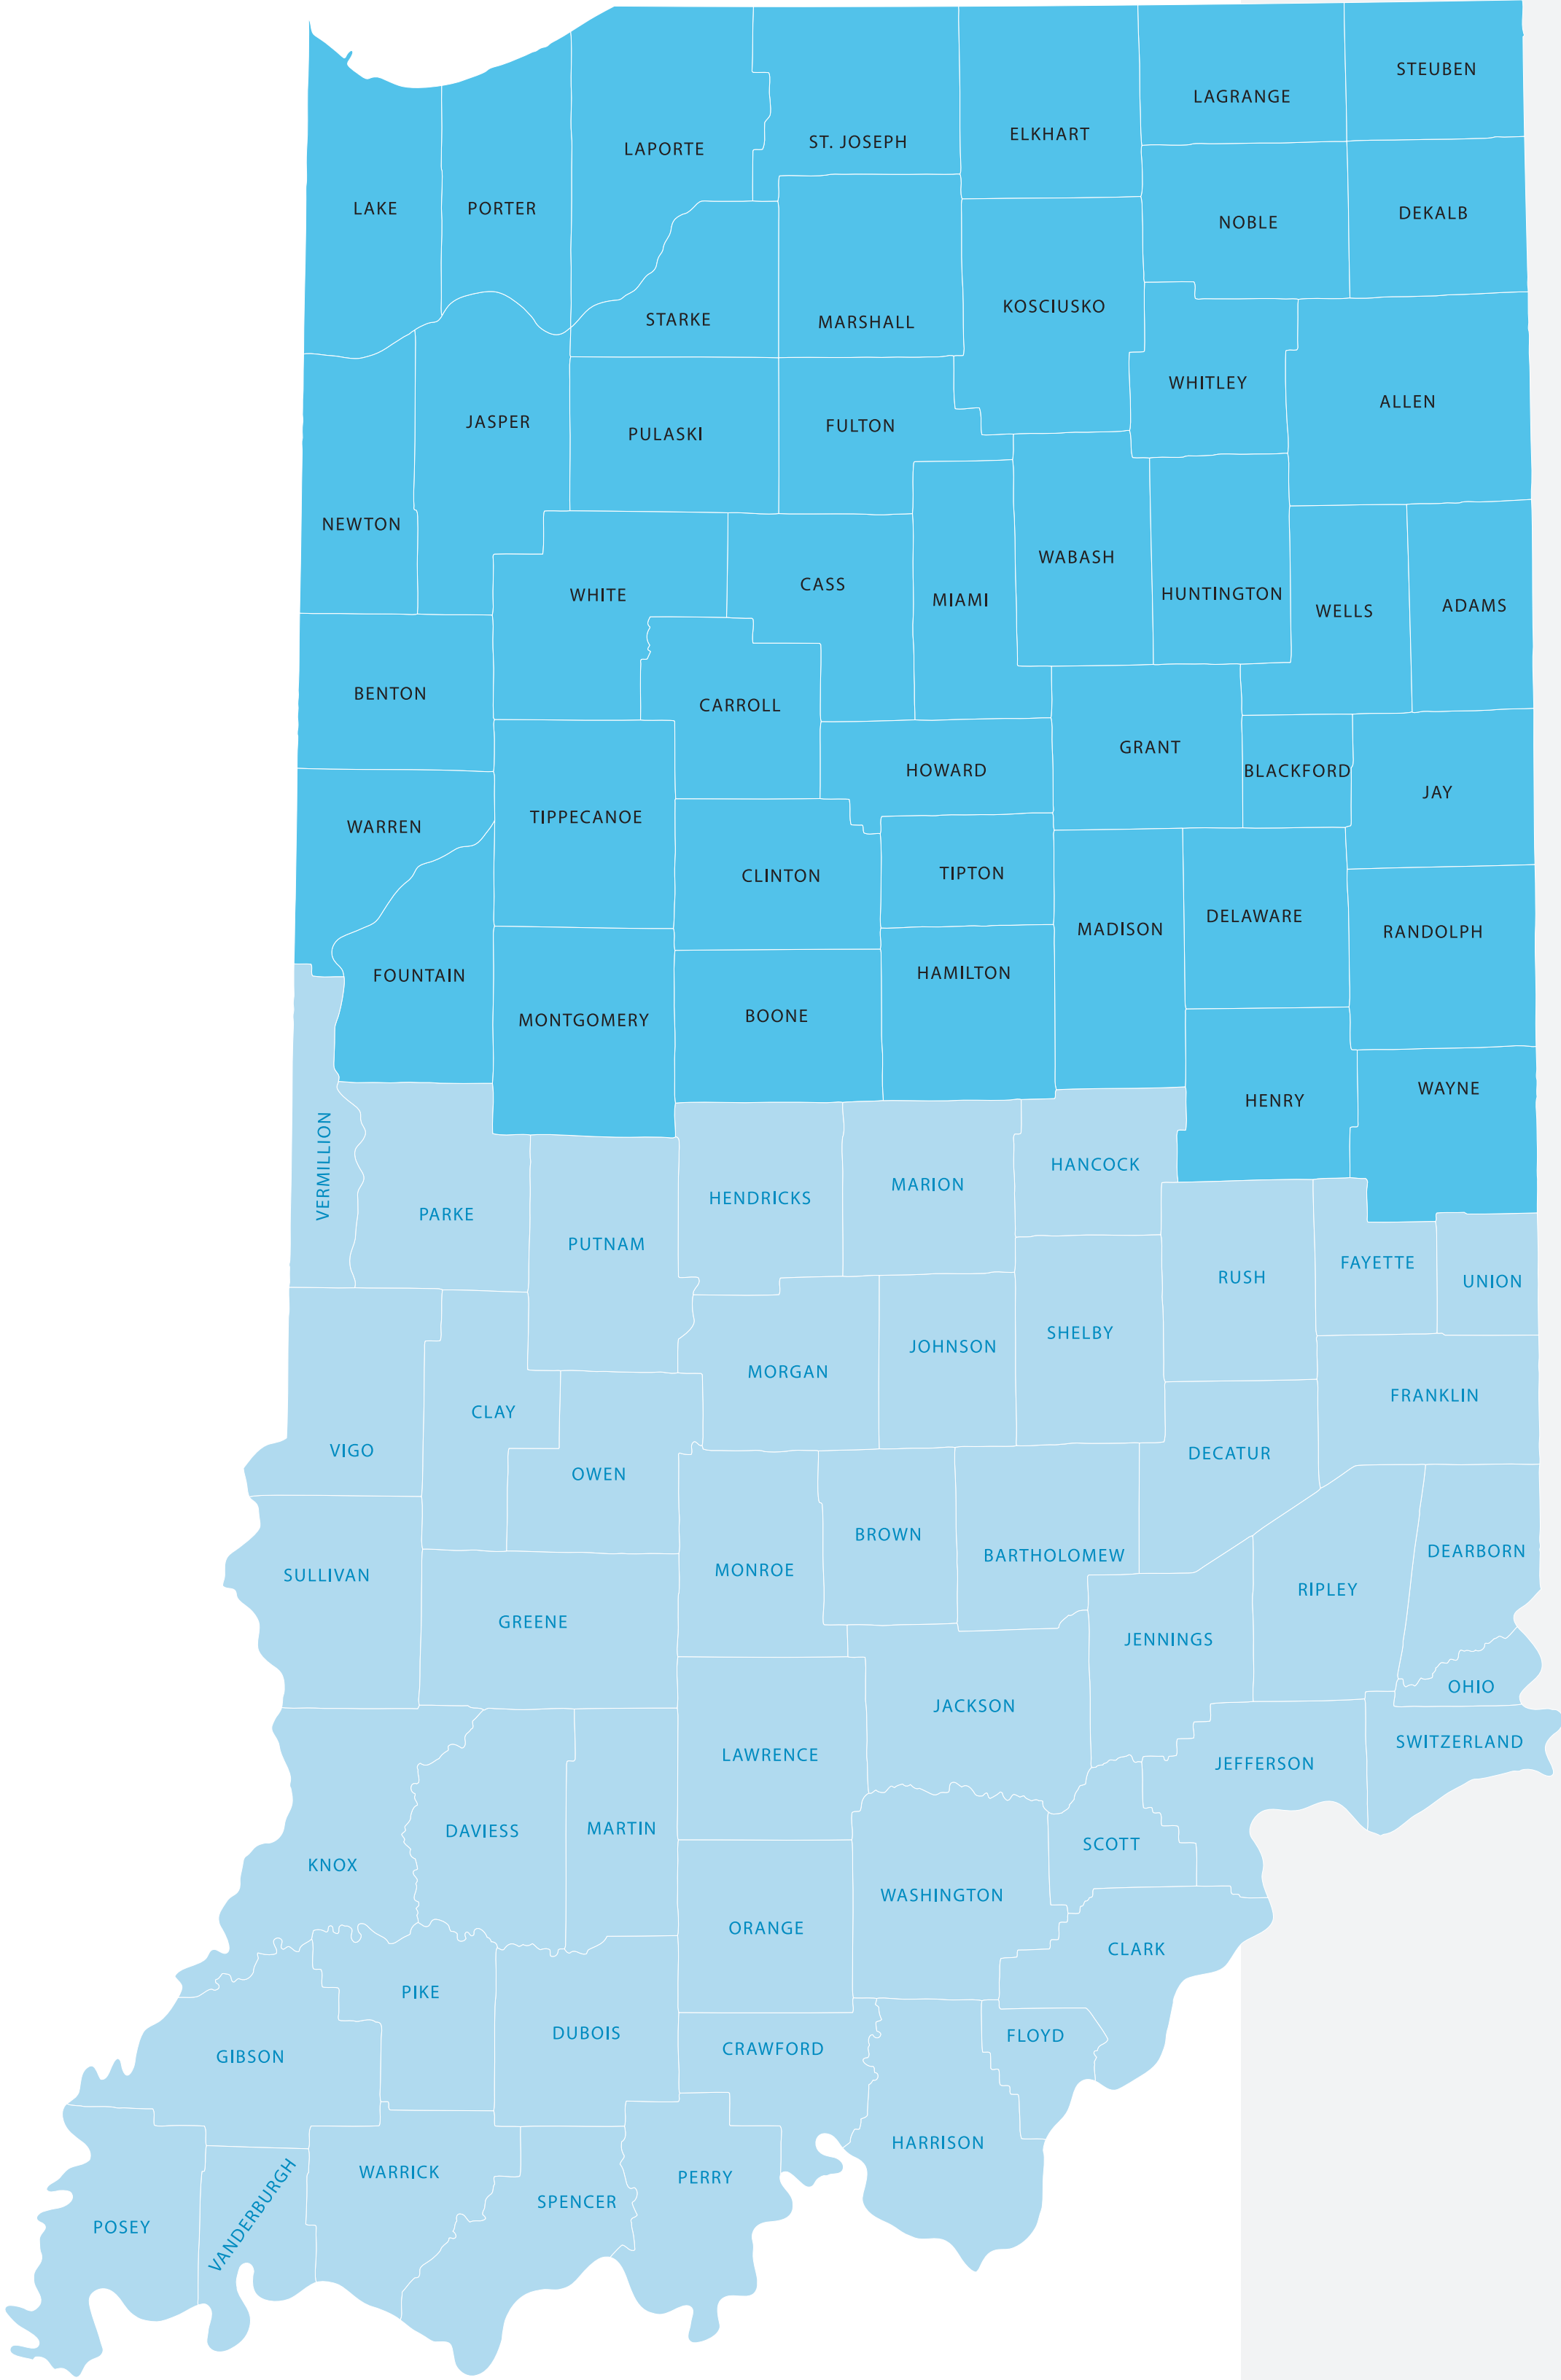 STEUBEN
LAGRANGE
ELKHART
ST. JOSEPH
LAPORTE
LAKE
PORTER
NOBLE
DEKALB
KOSCIUSKO
STARKE
MARSHALL
WHITLEY
ALLEN
JASPER
PULASKI
FULTON
NEWTON
WHITE
CASS
MIAMI
WABASH
HUNTINGTON
WELLS
ADAMS
BENTON
CARROLL
GRANT
HOWARD
BLACKFORD
JAY
WARREN
TIPPECANOE
CLINTON
TIPTON
MADISON
DELAWARE
RANDOLPH
FOUNTAIN
HAMILTON
MONTGOMERY
BOONE
HENRY
WAYNE
VERMILLION
PARKE
PUTNAM
HENDRICKS
MARION
HANCOCK
RUSH
FAYETTE
UNION
MORGAN
JOHNSON
SHELBY
FRANKLIN
VIGO
CLAY
OWEN
DECATUR
SULLIVAN
GREENE
MONROE
BROWN
BARTHOLOMEW
JENNINGS
RIPLEY
DEARBORN
OHIO
JACKSON
LAWRENCE
JEFFERSON
SWITZERLAND
KNOX
DAVIESS
MARTIN
SCOTT
WASHINGTON
ORANGE
CLARK
PIKE
GIBSON
DUBOIS
CRAWFORD
FLOYD
HARRISON
WARRICK
PERRY
SPENCER
POSEY
VANDERBURGH